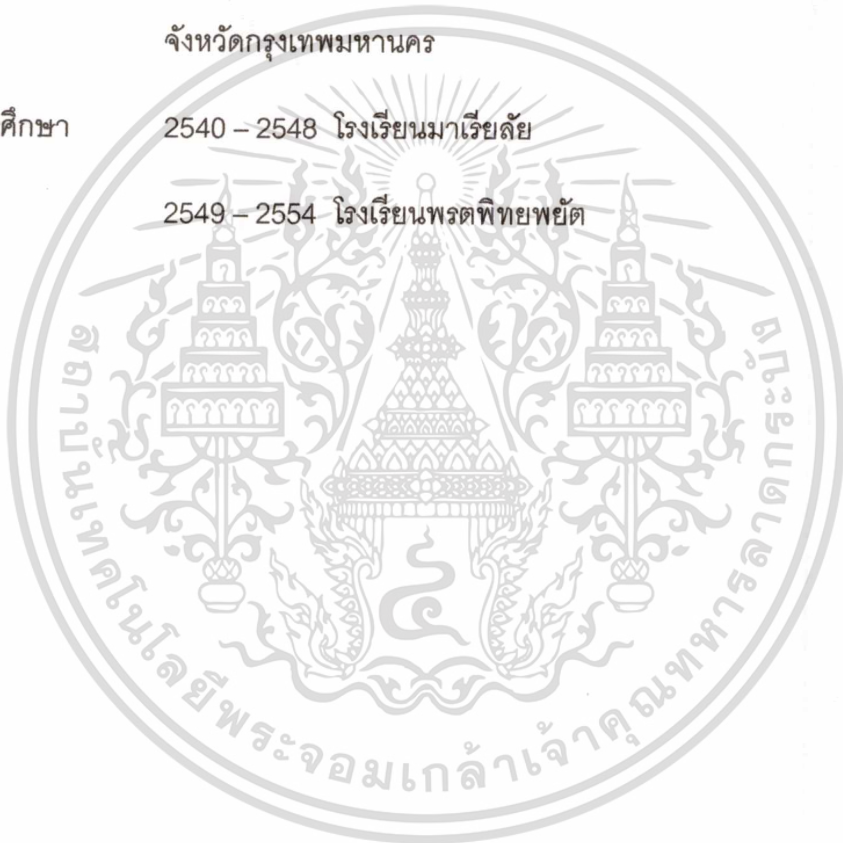 จังหวัดกรุงเทพมหานคร
ศึกษา 2540 – 2548 โรงเรียนมาเรียลัย
2549 – 2554 โรงเรียนพรตพิทยพยัต
สถาบันเทคโนโลยีพระจอมเกล้าเจ้าคุณทหารลาดกระบัง